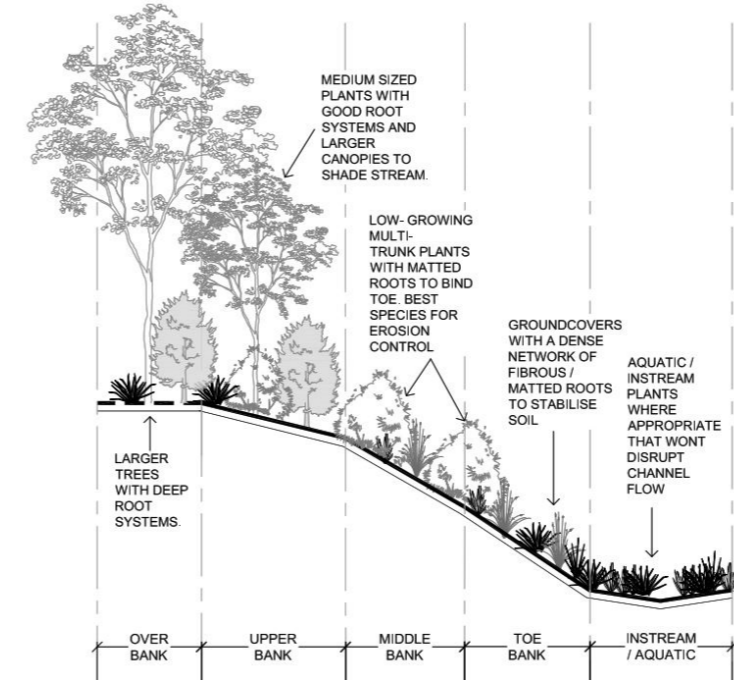 MEDIUM SIZED
PLANTS WITH
GOOD ROOT
SYSTEMS AND
LARGER
CANOPIES TO
SHADE STREAM.
LOW- GROWING
MULTI-
TRUNK PLANTS
WITH MATTED
ROOTS TO BIND
TOE. BEST
SPECIES FOR
EROSION
CONTROL
GROUNDCOVERS
WITH A DENSE
NETWORK OF
FIBROUS /
MATTED ROOTS
TO STABILISE
SOIL
AQUATIC /
INSTREAM
PLANTS
WHERE
APPROPRIATE
THAT WONT
DISRUPT
CHANNEL
FLOW
LARGER
TREES
WITH DEEP
ROOT
SYSTEMS.
OVER
BANK
UPPER
BANK
MIDDLE
BANK
TOE
BANK
INSTREAM
/ AQUATIC